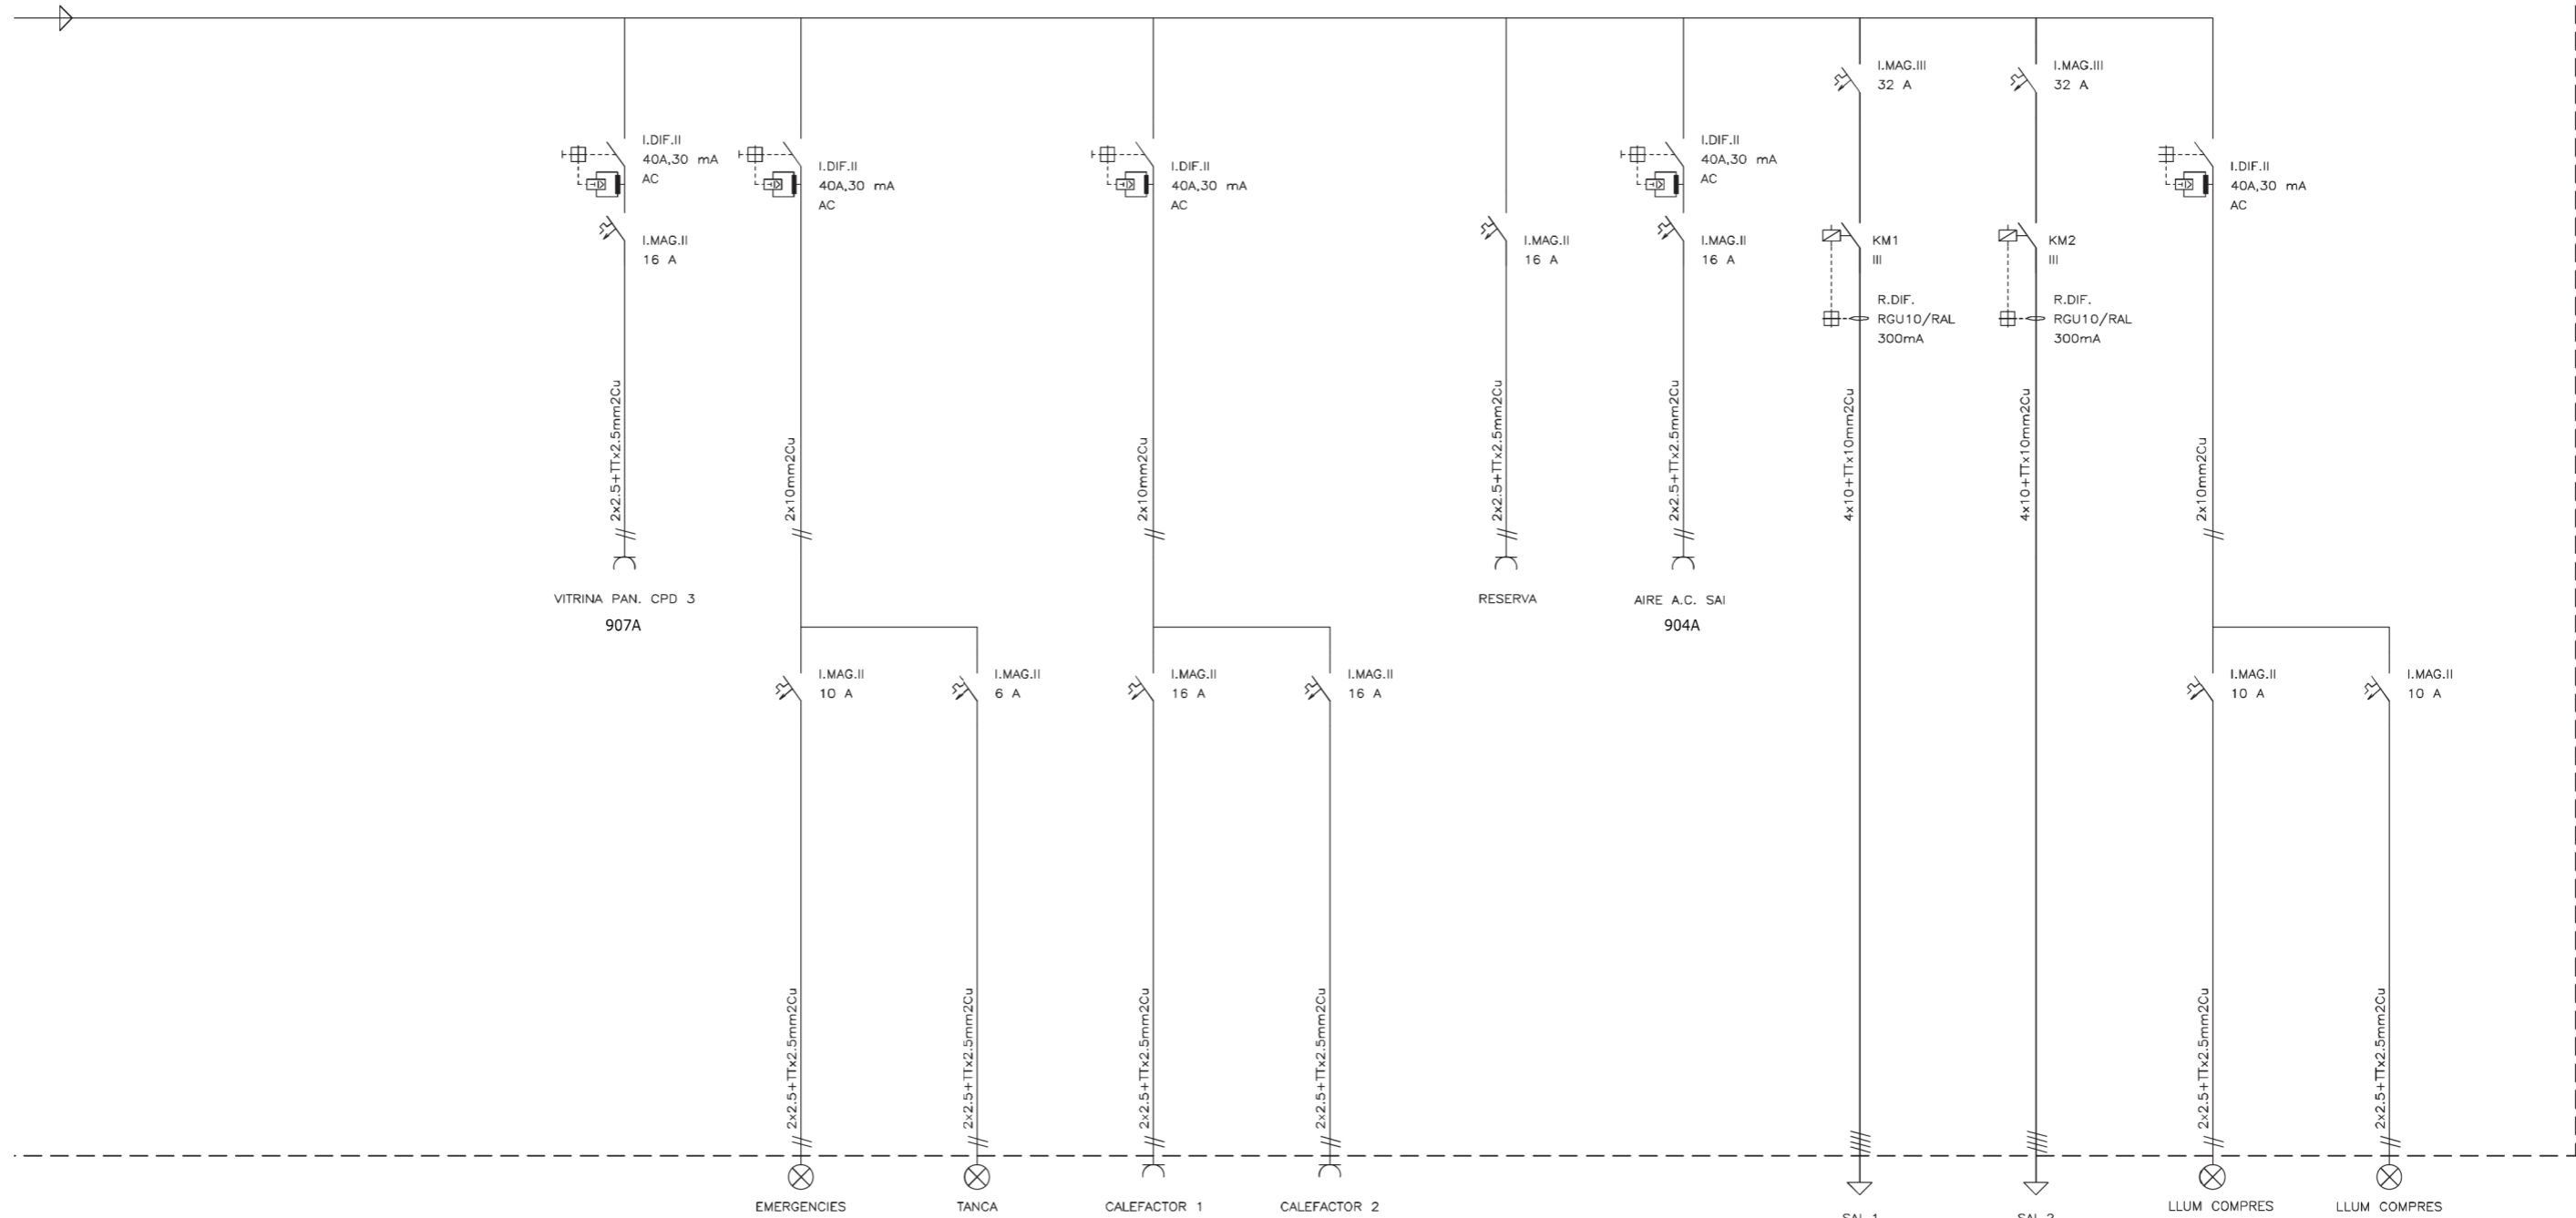 I.MAG.III
32 A
I.MAG.III
32 A
I.DIF.II
40A,30 mA
AC
I.DIF.II
40A,30 mA
AC
I.DIF.II
40A,30 mA
AC
I.DIF.II
40A,30 mA
AC
I.DIF.II
40A,30 mA
AC
I.MAG.II
16 A
I.MAG.II
16 A
I.MAG.II
16 A
KM1
III
KM2
III
R.DIF.
RGU10/RAL
300mA
R.DIF.
RGU10/RAL
300mA
2x2.5+TTx2.5mm2Cu
2x10mm2Cu
2x10mm2Cu
2x2.5+TTx2.5mm2Cu
2x2.5+TTx2.5mm2Cu
4x10+TTx10mm2Cu
4x10+TTx10mm2Cu
2x10mm2Cu
VITRINA PAN. CPD 3
907A
RESERVA
AIRE A.C. SAI
904A
I.MAG.II
10 A
I.MAG.II
6 A
I.MAG.II
16 A
I.MAG.II
16 A
I.MAG.II
10 A
I.MAG.II
10 A
2x2.5+TTx2.5mm2Cu
2x2.5+TTx2.5mm2Cu
2x2.5+TTx2.5mm2Cu
2x2.5+TTx2.5mm2Cu
2x2.5+TTx2.5mm2Cu
2x2.5+TTx2.5mm2Cu
EMERGENCIES
TANCA
CALEFACTOR 1
CALEFACTOR 2
LLUM COMPRES
LLUM COMPRES